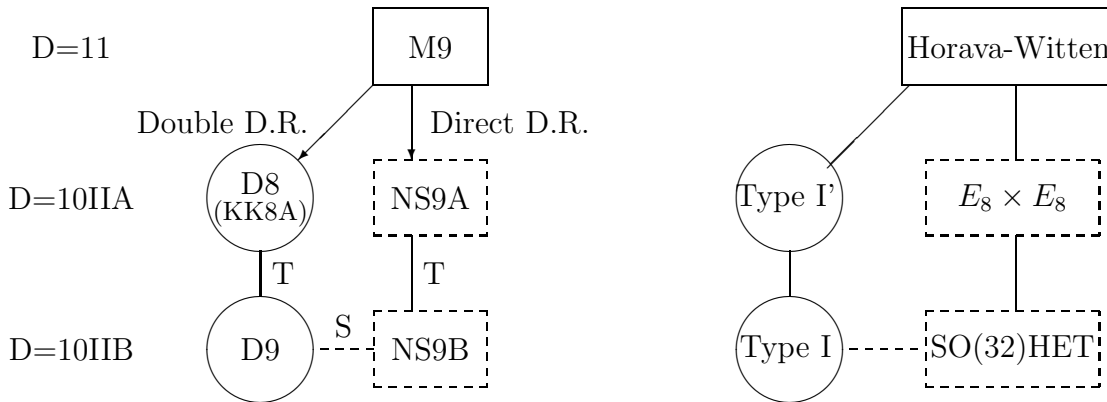 D=11
M9
Horava-Witten
Double D.R.
Direct D.R.
D=10IIA
D8
(KK8A)
NS9A
Type I'
E₈ × E₈
T
T
D=10IIB
D9
S
NS9B
Type I
SO(32)HET